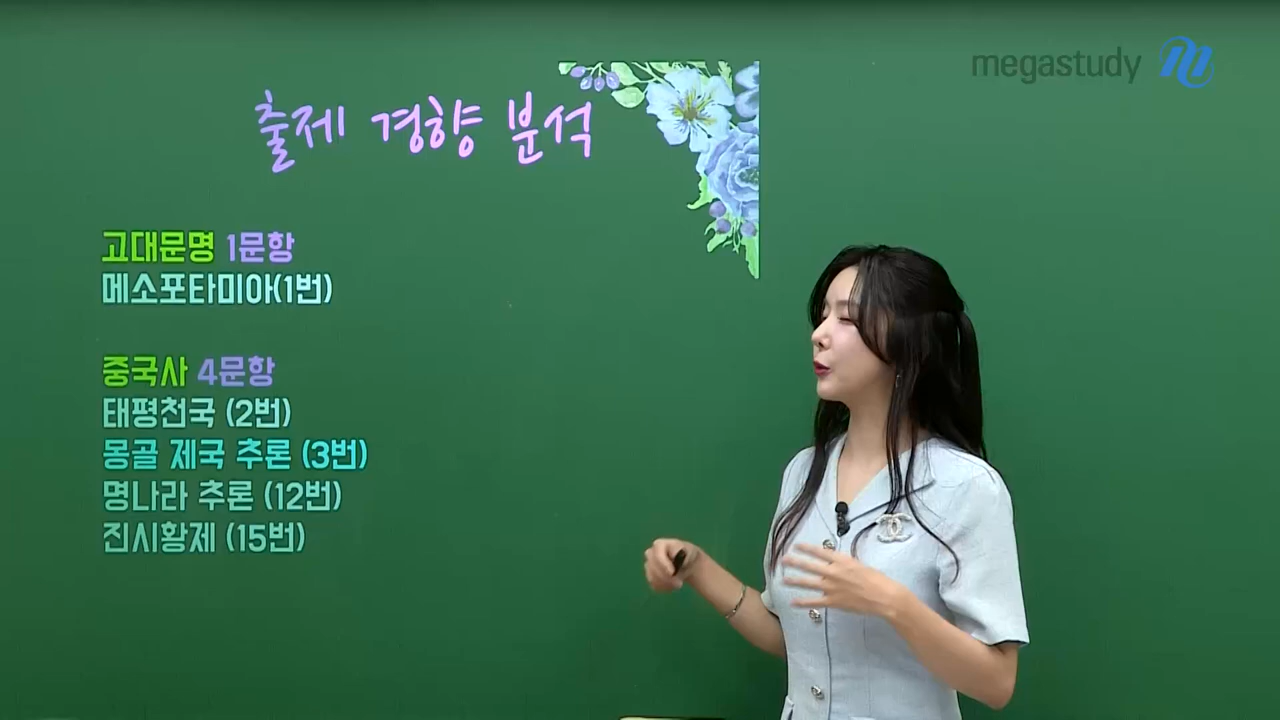 megastudy
출제 경향 분석
고대문명 1문항
메소포타미아(1번)
중국사 4문항
태평천국 (2번)
몽골 제국 추론 (3번)
명나라 추론 (12번)
진시황제 (15번)